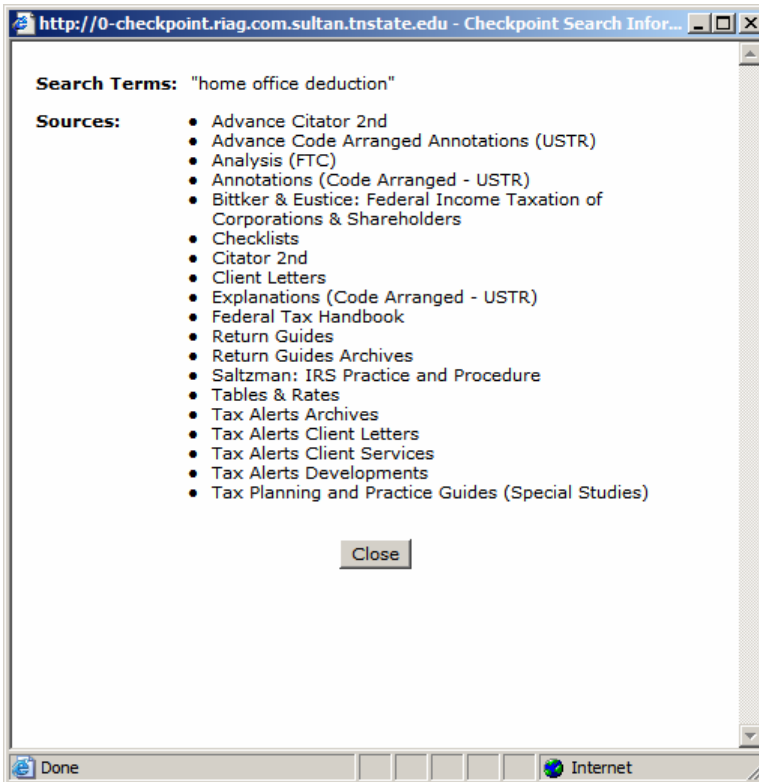 http://0-checkpoint.riag.com.sultan.tnstate.edu - Checkpoint Search Infor...
Search Terms: "home office deduction"
Sources: • Advance Citator 2nd
• Advance Code Arranged Annotations (USTR)
• Analysis (FTC)
• Annotations (Code Arranged - USTR)
• Bittker & Eustice: Federal Income Taxation of
Corporations & Shareholders
• Checklists
• Citator 2nd
• Client Letters
• Explanations (Code Arranged - USTR)
• Federal Tax Handbook
• Return Guides
• Return Guides Archives
• Saltzman: IRS Practice and Procedure
• Tables & Rates
• Tax Alerts Archives
• Tax Alerts Client Letters
• Tax Alerts Client Services
• Tax Alerts Developments
• Tax Planning and Practice Guides (Special Studies)
Close
Done Internet